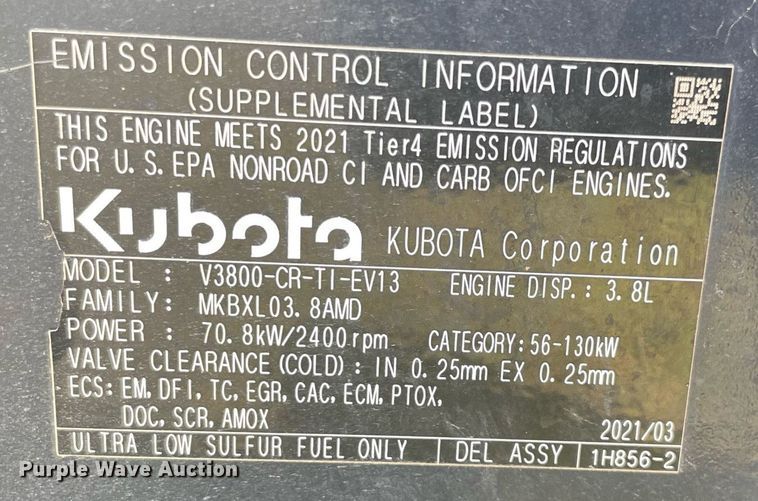 EMISSION CONTROL INFORMATION
(SUPPLEMENTAL LABEL)
THIS ENGINE MEETS 2021 Tier4 EMISSION REGULATIONS
FOR U.S.EPA NONROAD CI AND CARB OFCI ENGINES.
Kubota KUBOTA Corporation
MODEL : V3800-CR-TI-EV13 ENGINE DISP.: 3.8L
FAMILY: MKBXL03.8AMD
POWER : 70.8kW/2400rpm CATEGORY:56-130kW
VALVE CLEARANCE(COLD): IN 0.25mm EX 0.25mm
ECS: EM, DFI, TC, EGR, CAC, ECM, PTOX,
DOC, SCR, AMOX 2021/03
ULTRA LOW SULFUR FUEL ONLY DEL ASSY 1H856-2
Purple Wave Auction